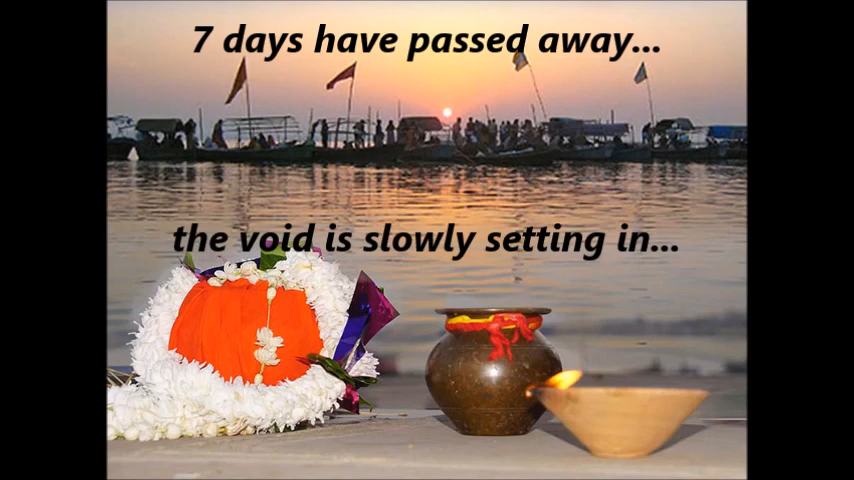 7 days have passed away...
the void is slowly setting in...